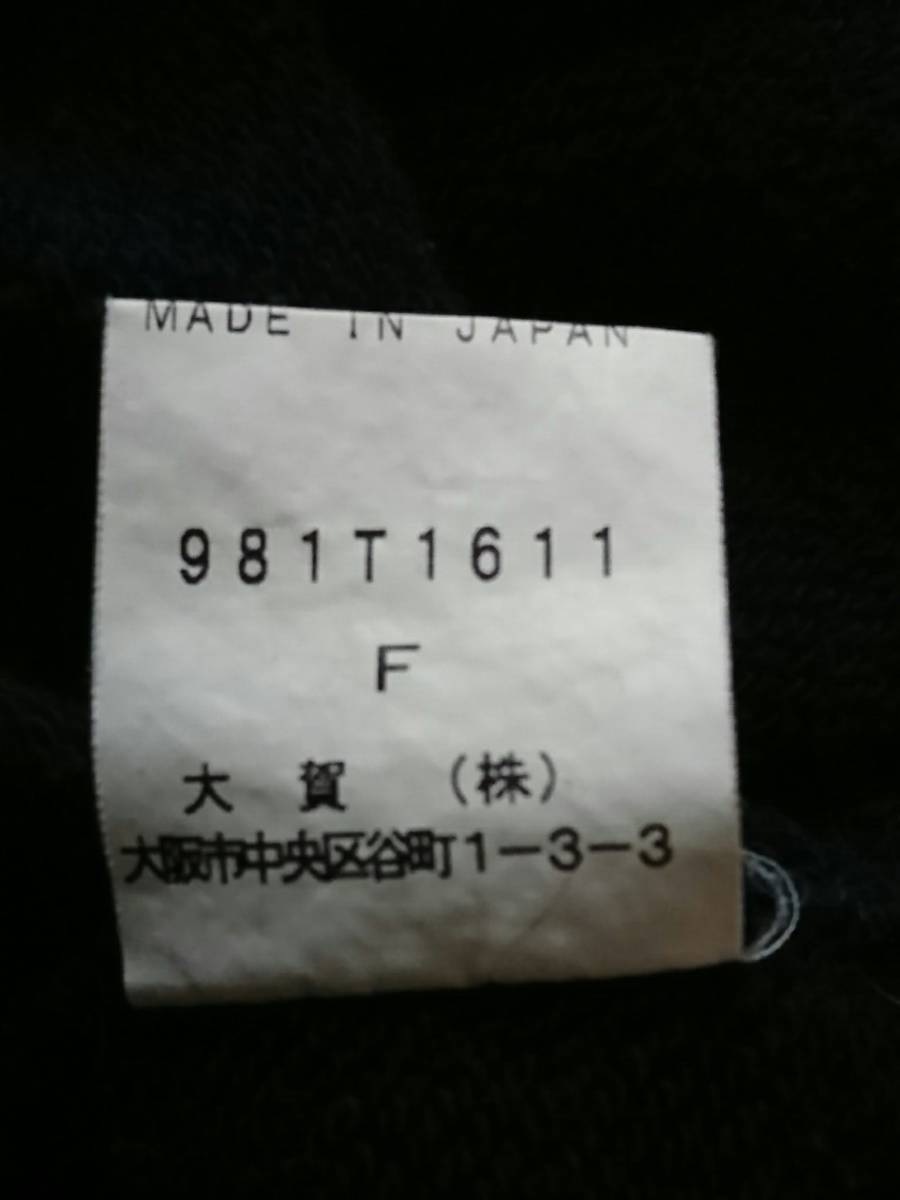 MADE IN JAPAN
981T1611
F
大賀 （株）
大阪市中央区谷町1-3-3